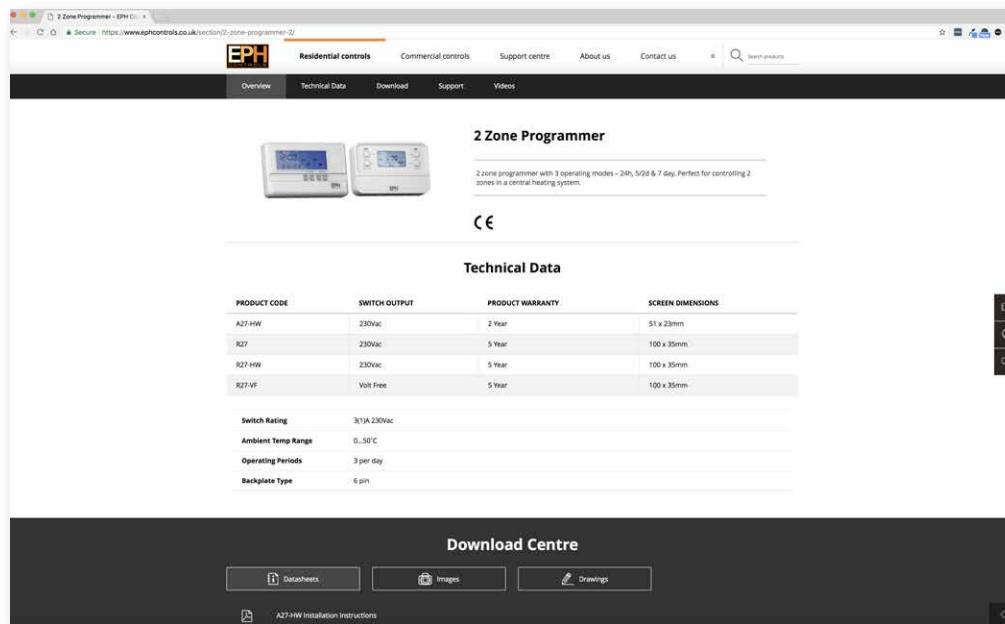 2 Zone Programmer - EPH Co
Secure https://www.ephcontrols.co.uk/section/2-zone-programmer-2/
EPH
CONTROLS
Residential controls Commercial controls Support centre About us Contact us Search products
Overview Technical Data Download Support Videos
2 Zone Programmer
2 zone programmer with 3 operating modes – 24h, 5/2d & 7 day. Perfect for controlling 2
zones in a central heating system.
CE
EPH EPH
Technical Data
PRODUCT CODE SWITCH OUTPUT PRODUCT WARRANTY SCREEN DIMENSIONS
A27-HW 230Vac 2 Year 51 x 23mm
R27 230Vac 5 Year 100 x 35mm
R27-HW 230Vac 5 Year 100 x 35mm
R27-VF Volt Free 5 Year 100 x 35mm
Switch Rating 3(1)A 230Vac
Ambient Temp Range 0...50°C
Operating Periods 3 per day
Backplate Type 6 pin
Download Centre
Datasheets Images Drawings
A27-HW Installation Instructions